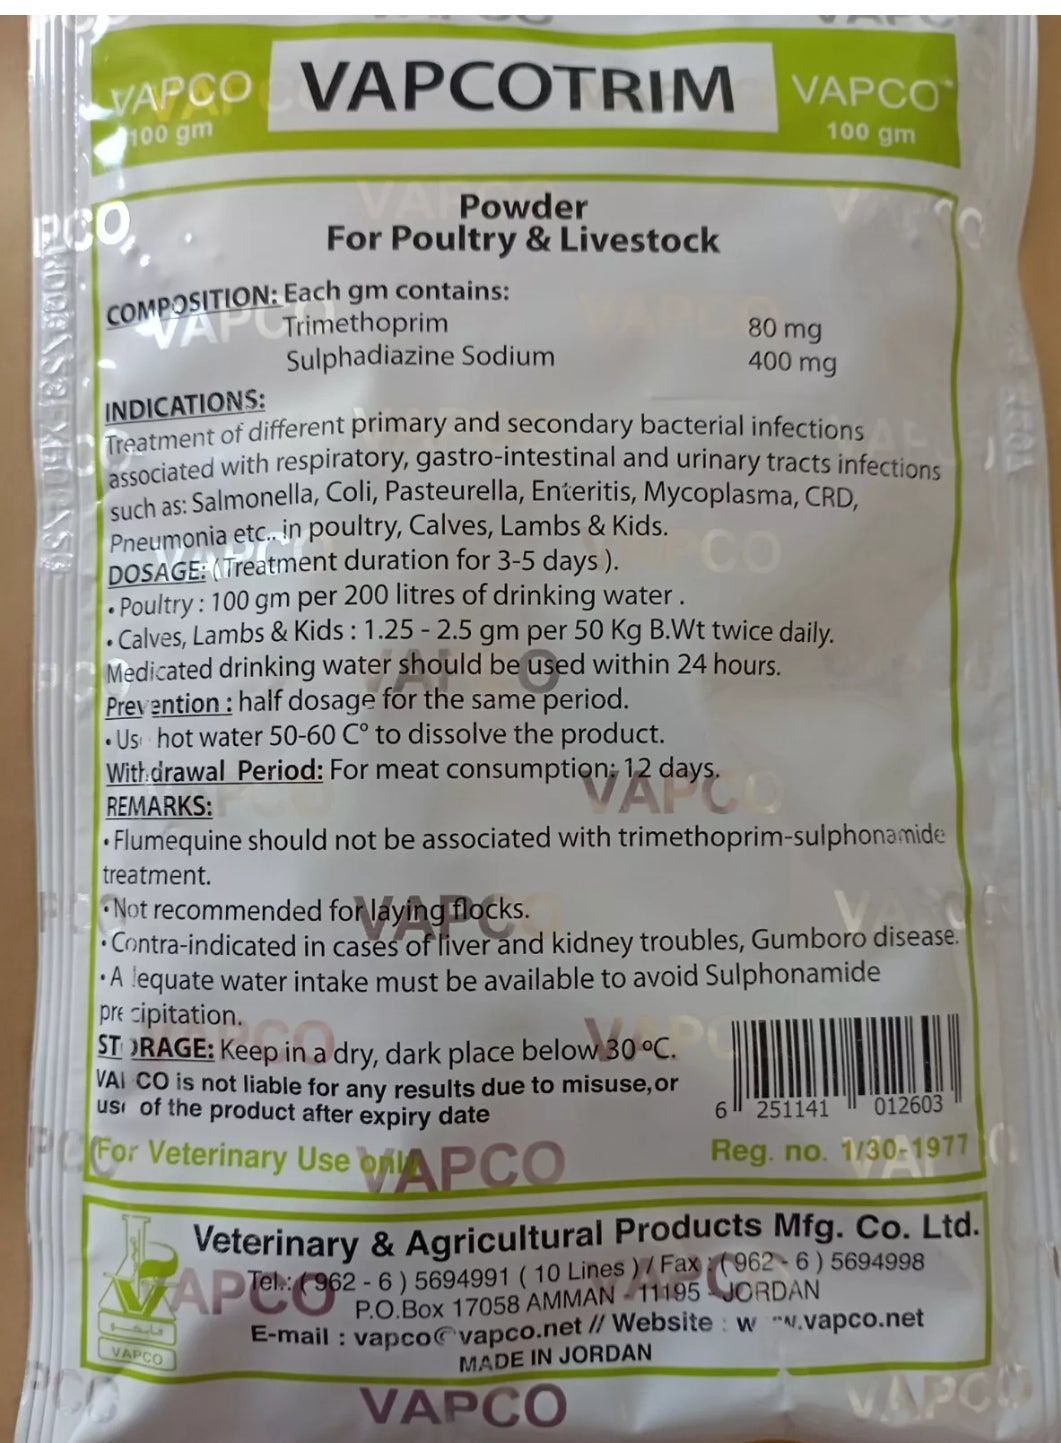 VAPCO VAPCOTRIM VAPCO
100 gm 100 gm
Powder
For Poultry & Livestock
COMPOSITION: Each gm contains:
Trimethoprim 80 mg
Sulphadiazine Sodium 400 mg
INDICATIONS:
Treatment of different primary and secondary bacterial infections
associated with respiratory, gastro-intestinal and urinary tracts infections
such as: Salmonella, Coli, Pasteurella, Enteritis, Mycoplasma, CRD,
Pneumonia etc.. in poultry, Calves, Lambs & Kids.
DOSAGE: (Treatment duration for 3-5 days ).
• Poultry : 100 gm per 200 litres of drinking water .
• Calves, Lambs & Kids : 1.25 - 2.5 gm per 50 Kg B.Wt twice daily.
Medicated drinking water should be used within 24 hours.
Prevention : half dosage for the same period.
• Use hot water 50-60 C° to dissolve the product.
Withdrawal Period: For meat consumption: 12 days.
REMARKS:
• Flumequine should not be associated with trimethoprim-sulphonamide
treatment.
• Not recommended for laying flocks.
• Contra-indicated in cases of liver and kidney troubles, Gumboro disease.
• Adequate water intake must be available to avoid Sulphonamide
precipitation.
STORAGE: Keep in a dry, dark place below 30 ºC.
VAPCO is not liable for any results due to misuse, or
use of the product after expiry date
6 251141 012603
For Veterinary Use only
Reg. no. 1/30-1977
Veterinary & Agricultural Products Mfg. Co. Ltd.
Tel.: ( 962 - 6 ) 5694991 ( 10 Lines ) / Fax : ( 962 - 6 ) 5694998
P.O.Box 17058 AMMAN - 11195 - JORDAN
E-mail : vapco@vapco.net // Website : www.vapco.net
MADE IN JORDAN
فابكو
VAPCO
VAPCO